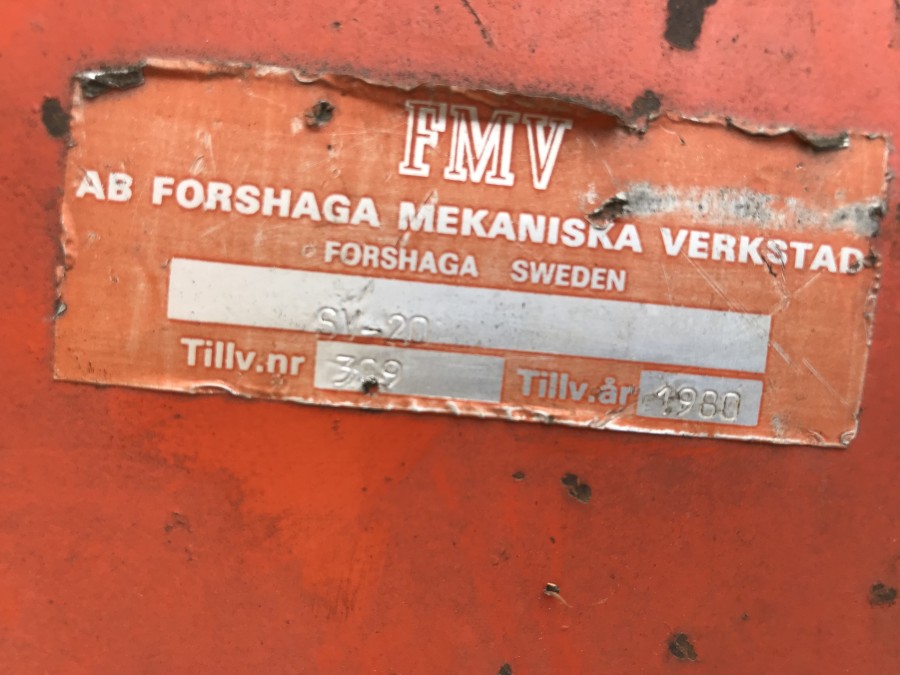 FMV
AB FORSHAGA MEKANISKA VERKSTAD
FORSHAGA SWEDEN
SV-20
Tillv.nr 309 Tillv.år 1980